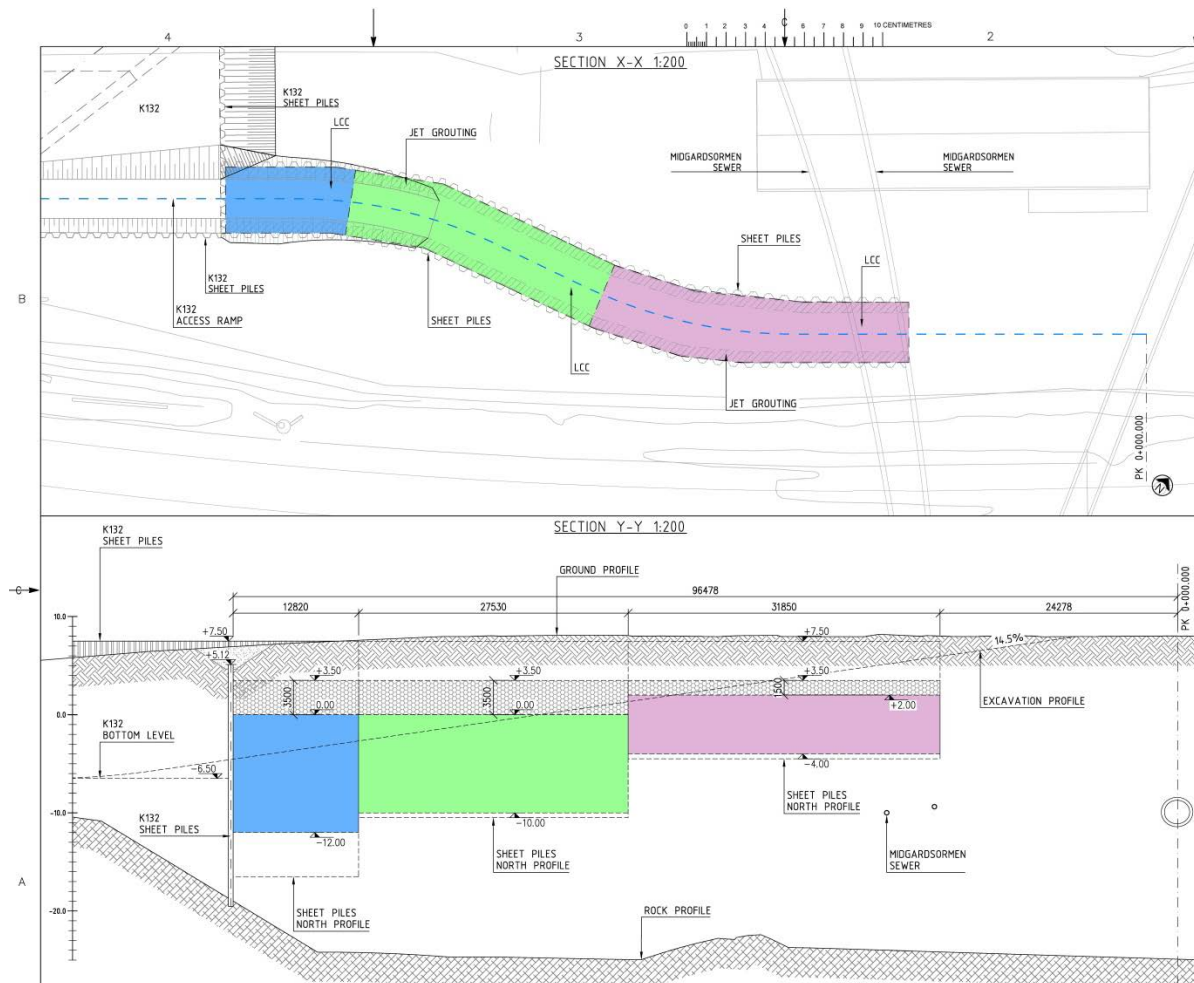 0 1 2 3 4 5 6 7 8 9 10 CENTIMETRES
4
3
C
2
SECTION X-X 1:200
K132
SHEET PILES
K132
LCC
JET GROUTING
MIDGARDSORMEN
SEWER
MIDGARDSORMEN
SEWER
SHEET PILES
LCC
B
K132
SHEET PILES
K132
ACCESS RAMP
SHEET PILES
LCC
JET GROUTING
PK 0+000.000
N
SECTION Y-Y 1:200
K132
SHEET PILES
GROUND PROFILE
PK 0+000.000
C
96478
12820
27530
31850
24278
10.0
+7.50
+7.50
14.5%
+5.12
+3.50
+3.50
+3.50
3500
3500
1500
EXCAVATION PROFILE
0.00
0.00
+2.00
0.0
K132
BOTTOM LEVEL
-6.50
-4.00
SHEET PILES
NORTH PROFILE
-10.0
-10.00
K132
SHEET PILES
-12.00
SHEET PILES
NORTH PROFILE
MIDGARDSORMEN
SEWER
A
SHEET PILES
NORTH PROFILE
ROCK PROFILE
-20.0